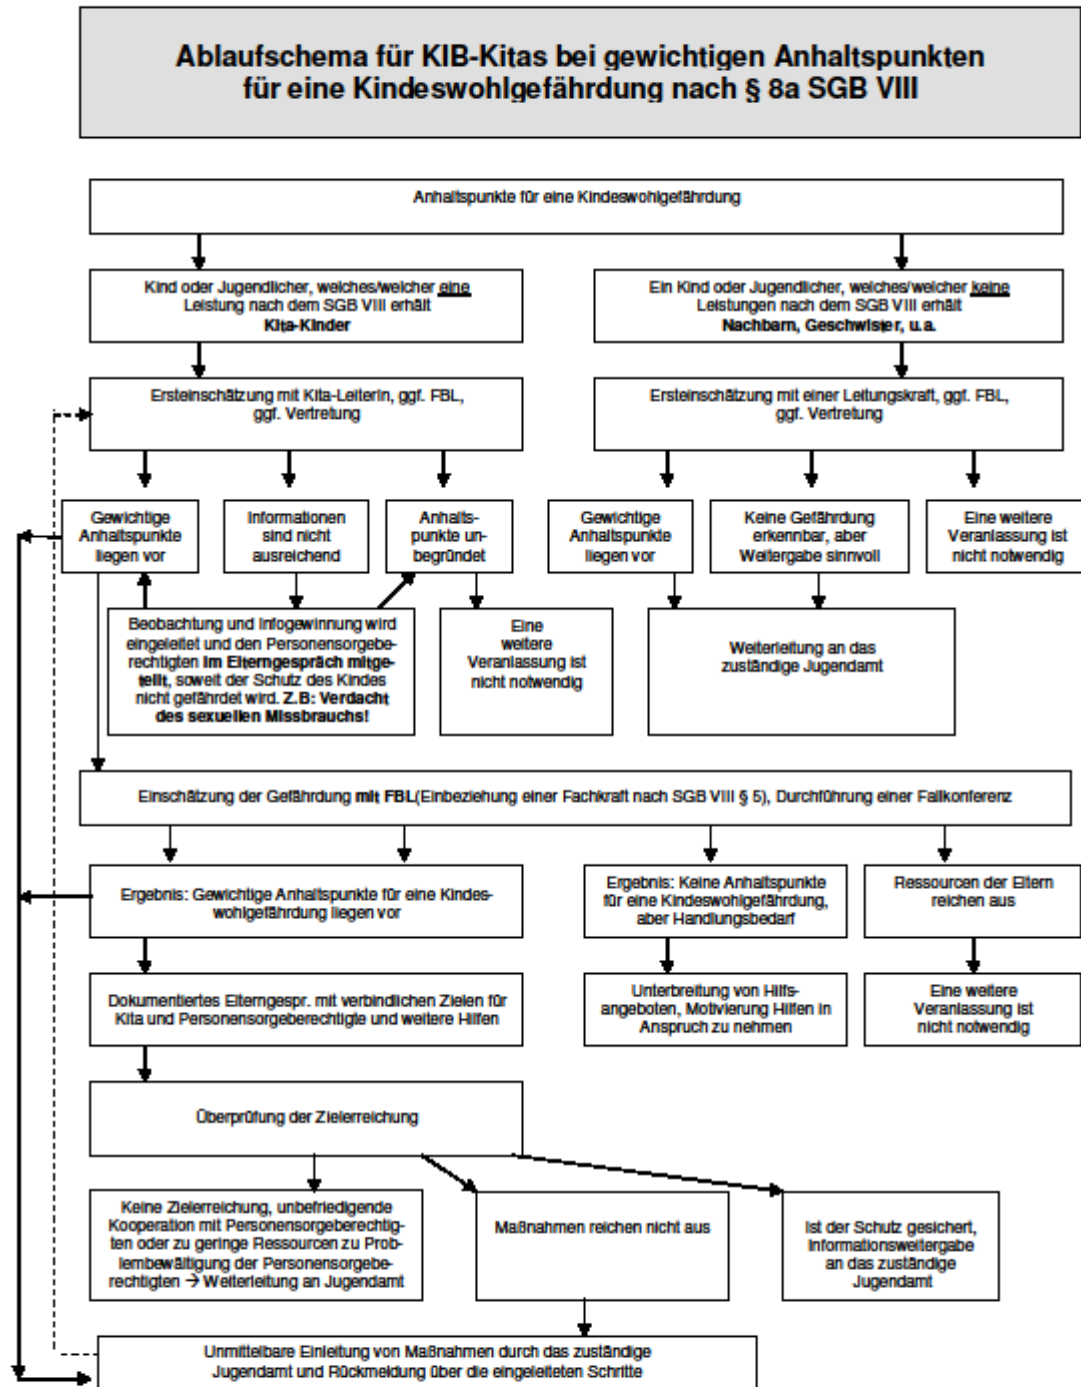 Ablaufschema für KIB-Kitas bei gewichtigen Anhaltspunkten
für eine Kindeswohlgefährdung nach § 8a SGB VIII
Anhaltspunkte für eine Kindeswohlgefährdung
Kind oder Jugendlicher, welches/welcher eine
Leistung nach dem SGB VIII erhält
Kita-Kinder
Ein Kind oder Jugendlicher, welches/welcher keine
Leistungen nach dem SGB VIII erhält
Nachbarn, Geschwister, u.a.
Ersteinschätzung mit Kita-Leiterin, ggf. FBL,
ggf. Vertretung
Ersteinschätzung mit einer Leitungskraft, ggf. FBL,
ggf. Vertretung
Gewichtige
Anhaltspunkte
liegen vor
Informationen
sind nicht
ausreichend
Anhalts-
punkte un-
begründet
Gewichtige
Anhaltspunkte
liegen vor
Keine Gefährdung
erkennbar, aber
Weitergabe sinnvoll
Eine weitere
Veranlassung ist
nicht notwendig
Beobachtung und Infogewinnung wird
eingeleitet und den Personensorgebe-
rechtigten im Elterngespräch mitge-
teilt, soweit der Schutz des Kindes
nicht gefährdet wird. Z.B: Verdacht
des sexuellen Missbrauchs!
Eine
weitere
Veranlassung ist
nicht notwendig
Weiterleitung an das
zuständige Jugendamt
Einschätzung der Gefährdung mit FBL(Einbeziehung einer Fachkraft nach SGB VIII § 5), Durchführung einer Fallkonferenz
Ergebnis: Gewichtige Anhaltspunkte für eine Kindes-
wohlgefährdung liegen vor
Ergebnis: Keine Anhaltspunkte
für eine Kindeswohlgefährdung,
aber Handlungsbedarf
Ressourcen der Eltern
reichen aus
Dokumentiertes Elterngespr. mit verbindlichen Zielen für
Kita und Personensorgeberechtigte und weitere Hilfen
Unterbreitung von Hilfs-
angeboten, Motivierung Hilfen in
Anspruch zu nehmen
Eine weitere
Veranlassung ist
nicht notwendig
Überprüfung der Zielerreichung
Keine Zielerreichung, unbefriedigende
Kooperation mit Personensorgeberechtig-
ten oder zu geringe Ressourcen zu Prob-
lembewältigung der Personensorgebe-
rechtigten → Weiterleitung an Jugendamt
Maßnahmen reichen nicht aus
Ist der Schutz gesichert,
Informationsweitergabe
an das zuständige
Jugendamt
Unmittelbare Einleitung von Maßnahmen durch das zuständige
Jugendamt und Rückmeldung über die eingeleiteten Schritte